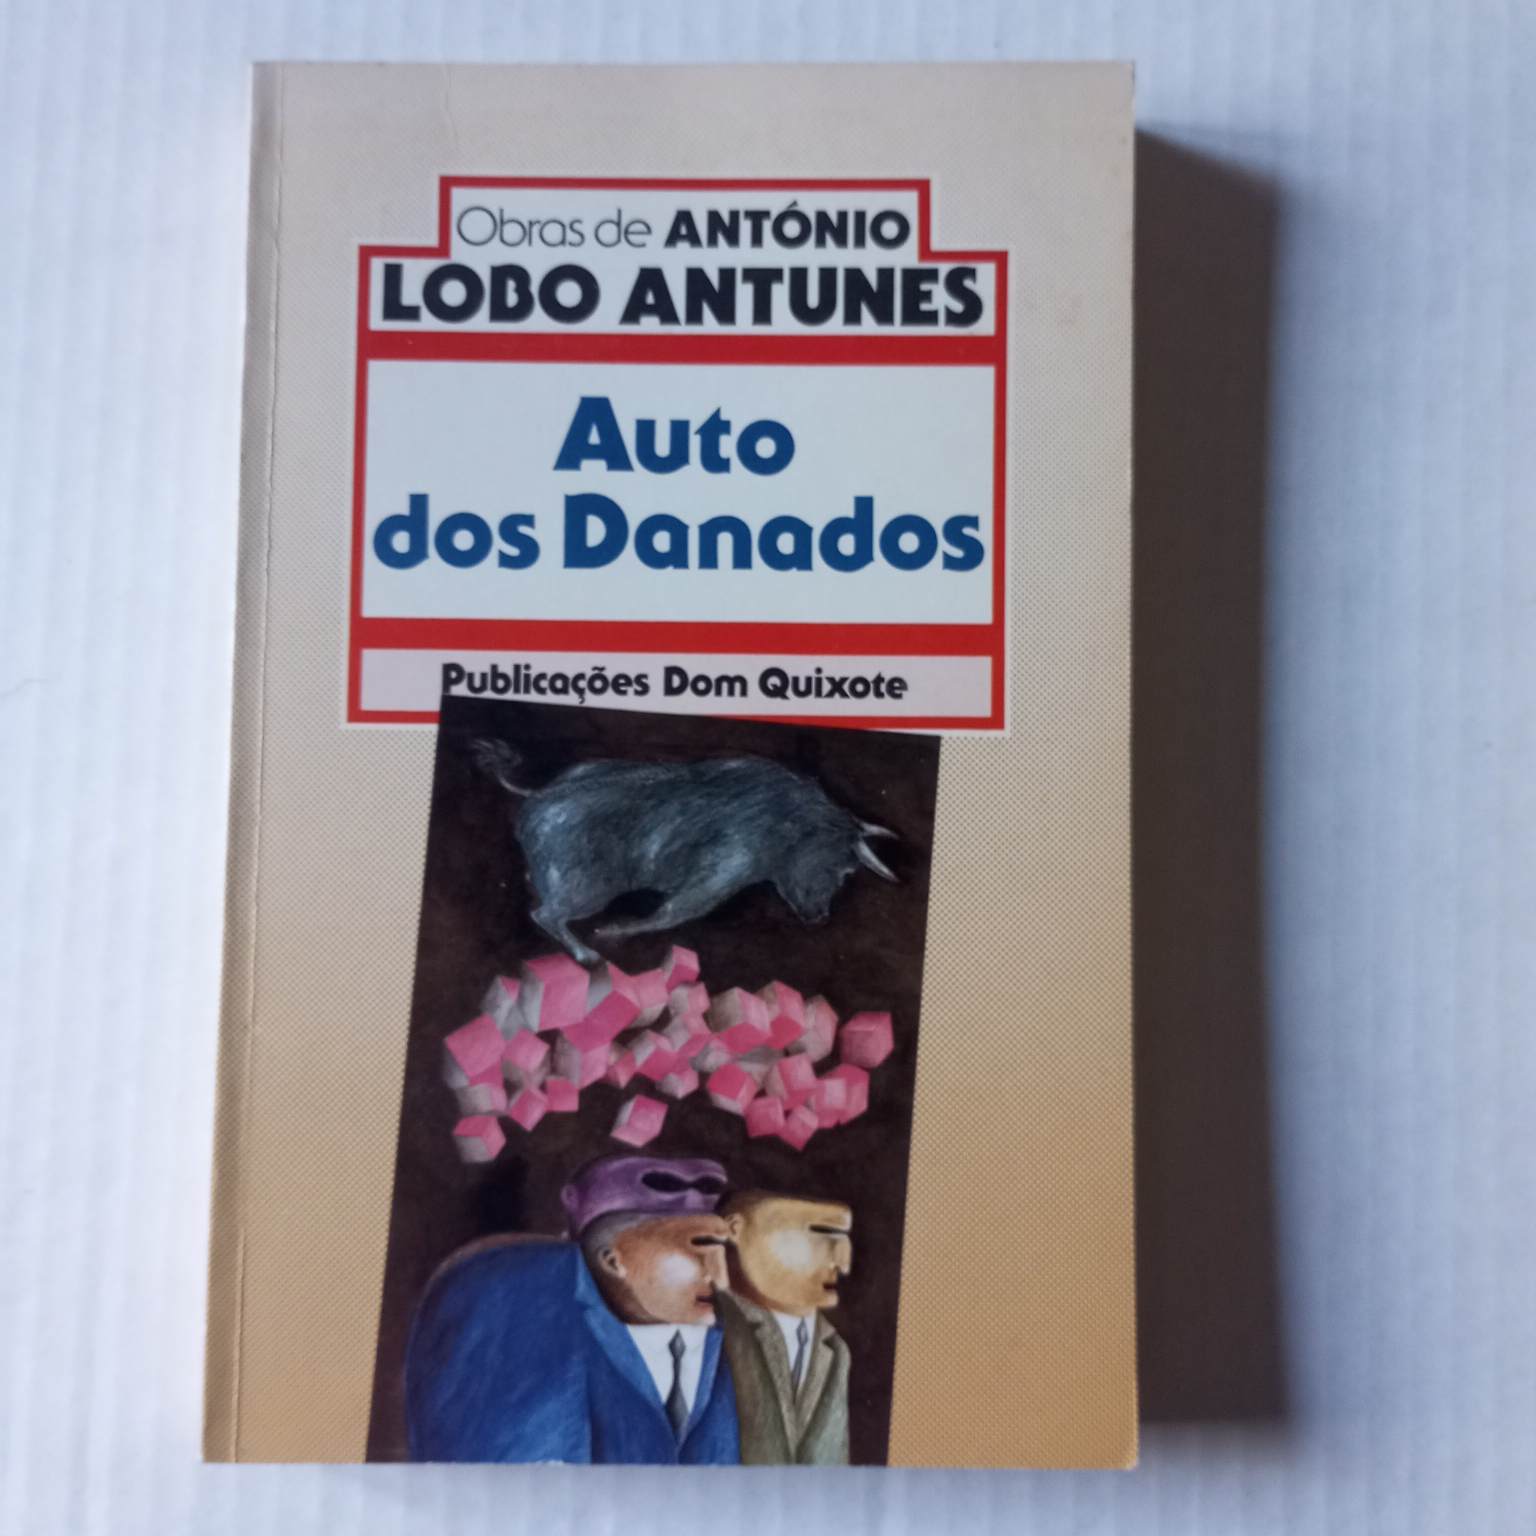 Obras de ANTÓNIO
LOBO ANTUNES
Auto
dos Danados
Publicações Dom Quixote